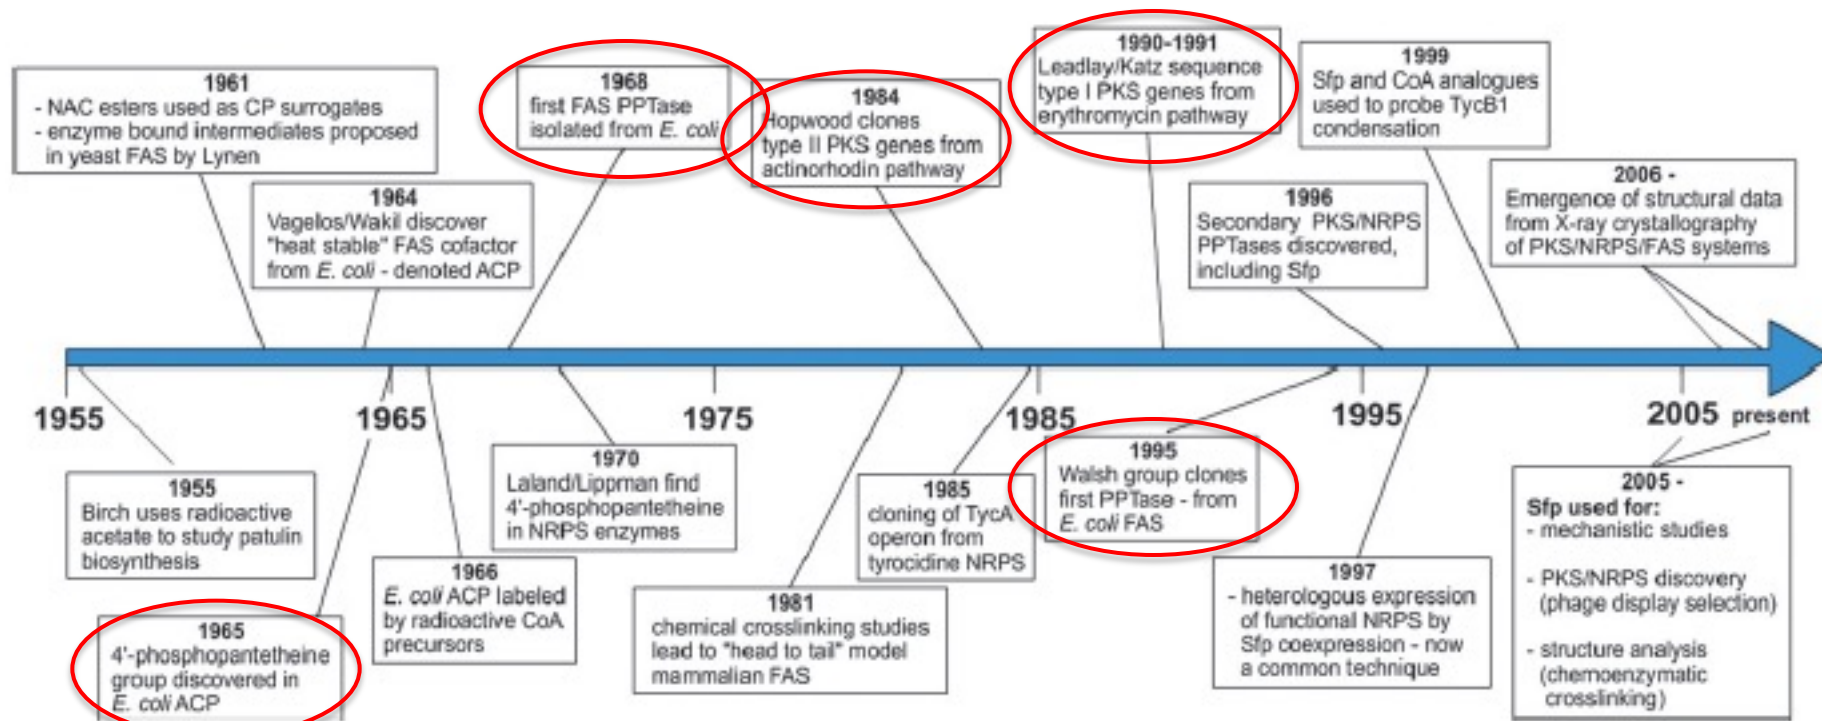 1961
- NAC esters used as CP surrogates
- enzyme bound intermediates proposed
in yeast FAS by Lynen
1964
Vagelos/Wakil discover
"heat stable" FAS cofactor
from E. coli - denoted ACP
1968
first FAS PPTase
isolated from E. coli
1984
Hopwood clones
type II PKS genes from
actinorhodin pathway
1990-1991
Leadlay/Katz sequence
type I PKS genes from
erythromycin pathway
1996
Secondary PKS/NRPS
PPTases discovered,
including Sfp
1999
Sfp and CoA analogues
used to probe TycB1
condensation
2006 -
Emergence of structural data
from X-ray crystallography
of PKS/NRPS/FAS systems
1955
1965
1975
1985
1995
2005
present
1955
Birch uses radioactive
acetate to study patulin
biosynthesis
1965
4'-phosphopantetheine
group discovered in
E. coli ACP
1966
E. coli ACP labeled
by radioactive CoA
precursors
1970
Laland/Lippman find
4'-phosphopantetheine
in NRPS enzymes
1981
chemical crosslinking studies
lead to "head to tail" model
mammalian FAS
1985
cloning of TycA
operon from
tyrocidine NRPS
1995
Walsh group clones
first PPTase - from
E. coli FAS
1997
- heterologous expression
of functional NRPS by
Sfp coexpression - now
a common technique
2005 -
Sfp used for:
- mechanistic studies
- PKS/NRPS discovery
(phage display selection)
- structure analysis
(chemoenzymatic
crosslinking)